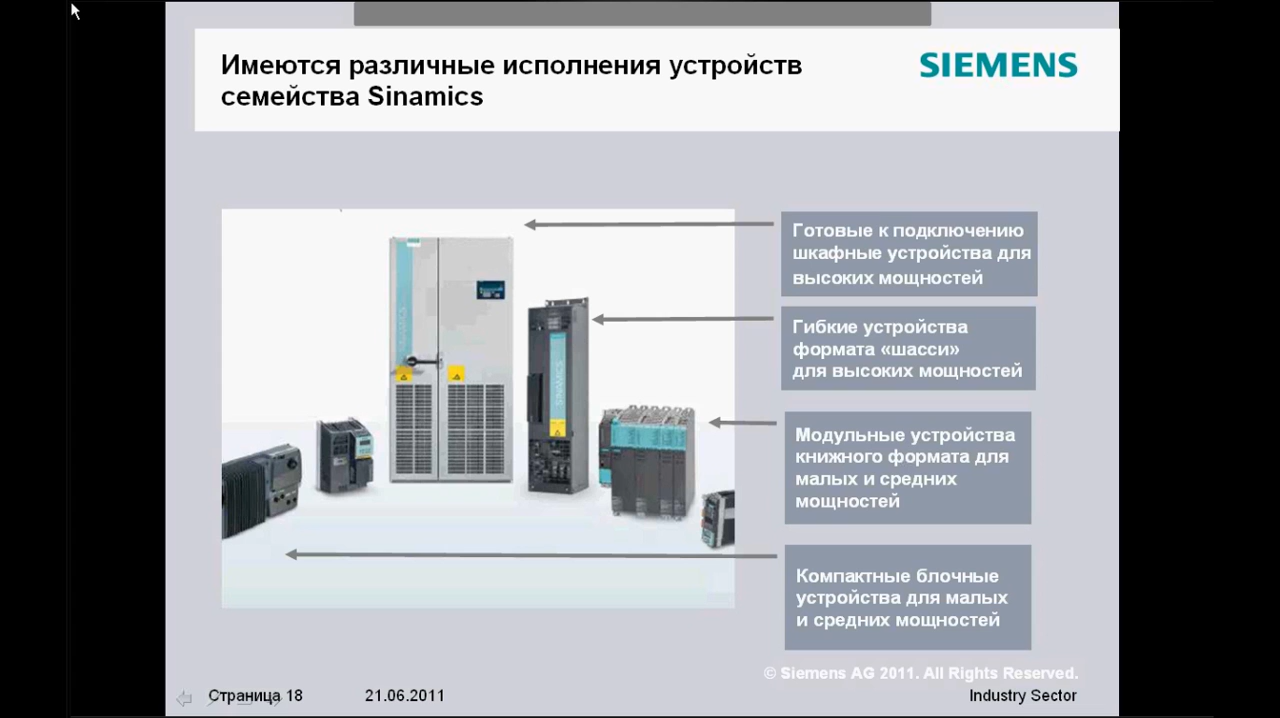 Имеются различные исполнения устройств
семейства Sinamics
SIEMENS
Готовые к подключению
шкафные устройства для
высоких мощностей
Гибкие устройства
формата «шасси»
для высоких мощностей
Модульные устройства
книжного формата для
малых и средних
мощностей
Компактные блочные
устройства для малых
и средних мощностей
SINAMICS
SINAMICS
© Siemens AG 2011. All Rights Reserved.
Страница 18
21.06.2011
Industry Sector